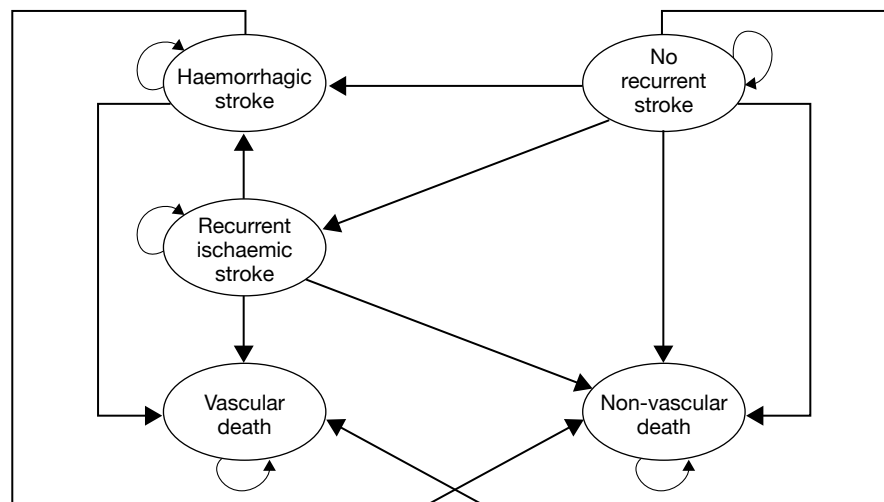 Haemorrhagic
stroke
No
recurrent
stroke
Recurrent
ischaemic
stroke
Vascular
death
Non-vascular
death